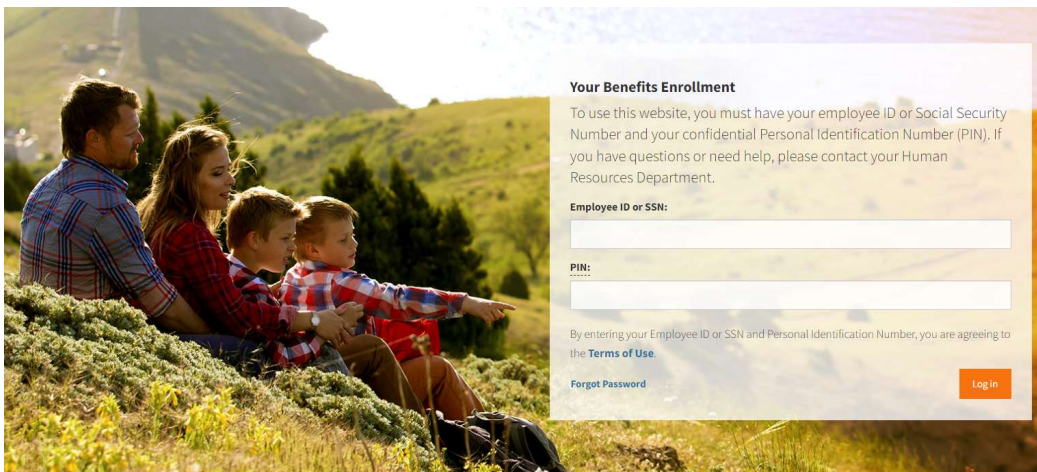 Your Benefits Enrollment
To use this website, you must have your employee ID or Social Security
Number and your confidential Personal Identification Number (PIN). If
you have questions or need help, please contact your Human
Resources Department.
Employee ID or SSN:
PIN:
By entering your Employee ID or SSN and Personal Identification Number, you are agreeing to
the Terms of Use.
Forgot Password
Log in